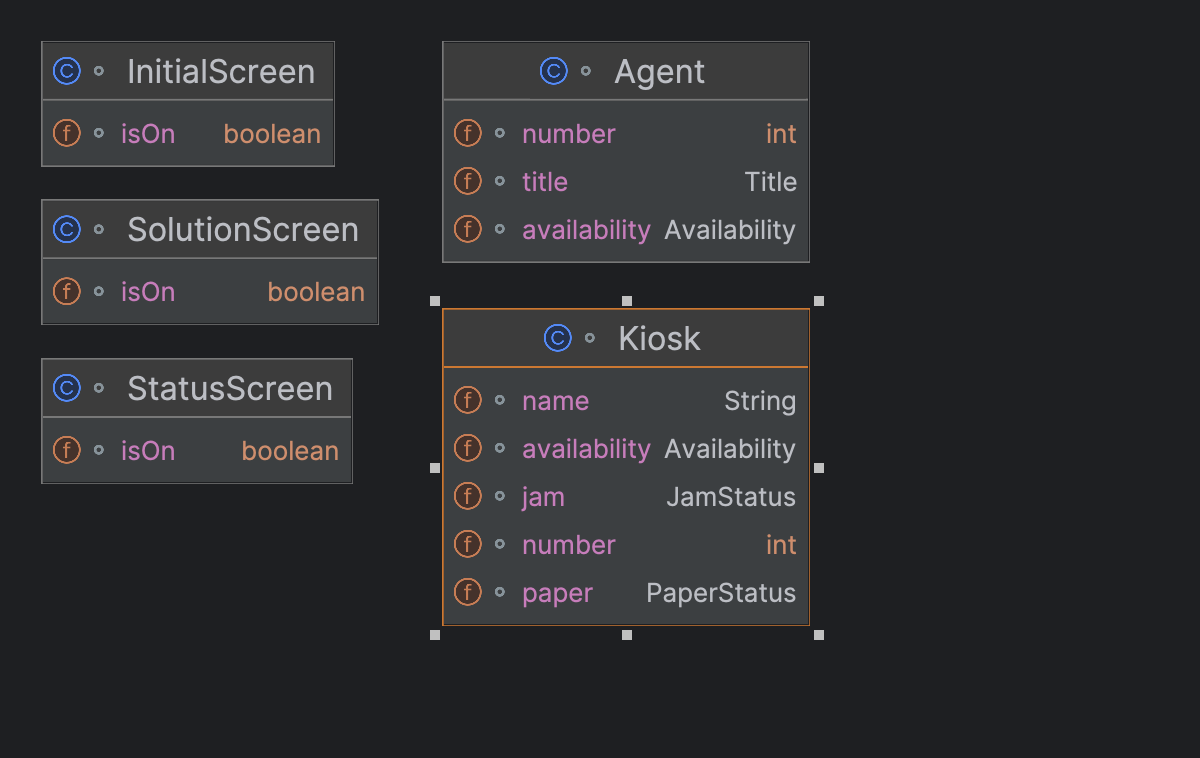 InitialScreen
isOn boolean
SolutionScreen
isOn boolean
StatusScreen
isOn boolean
Agent
number int
title Title
availability Availability
Kiosk
name String
availability Availability
jam JamStatus
number int
paper PaperStatus